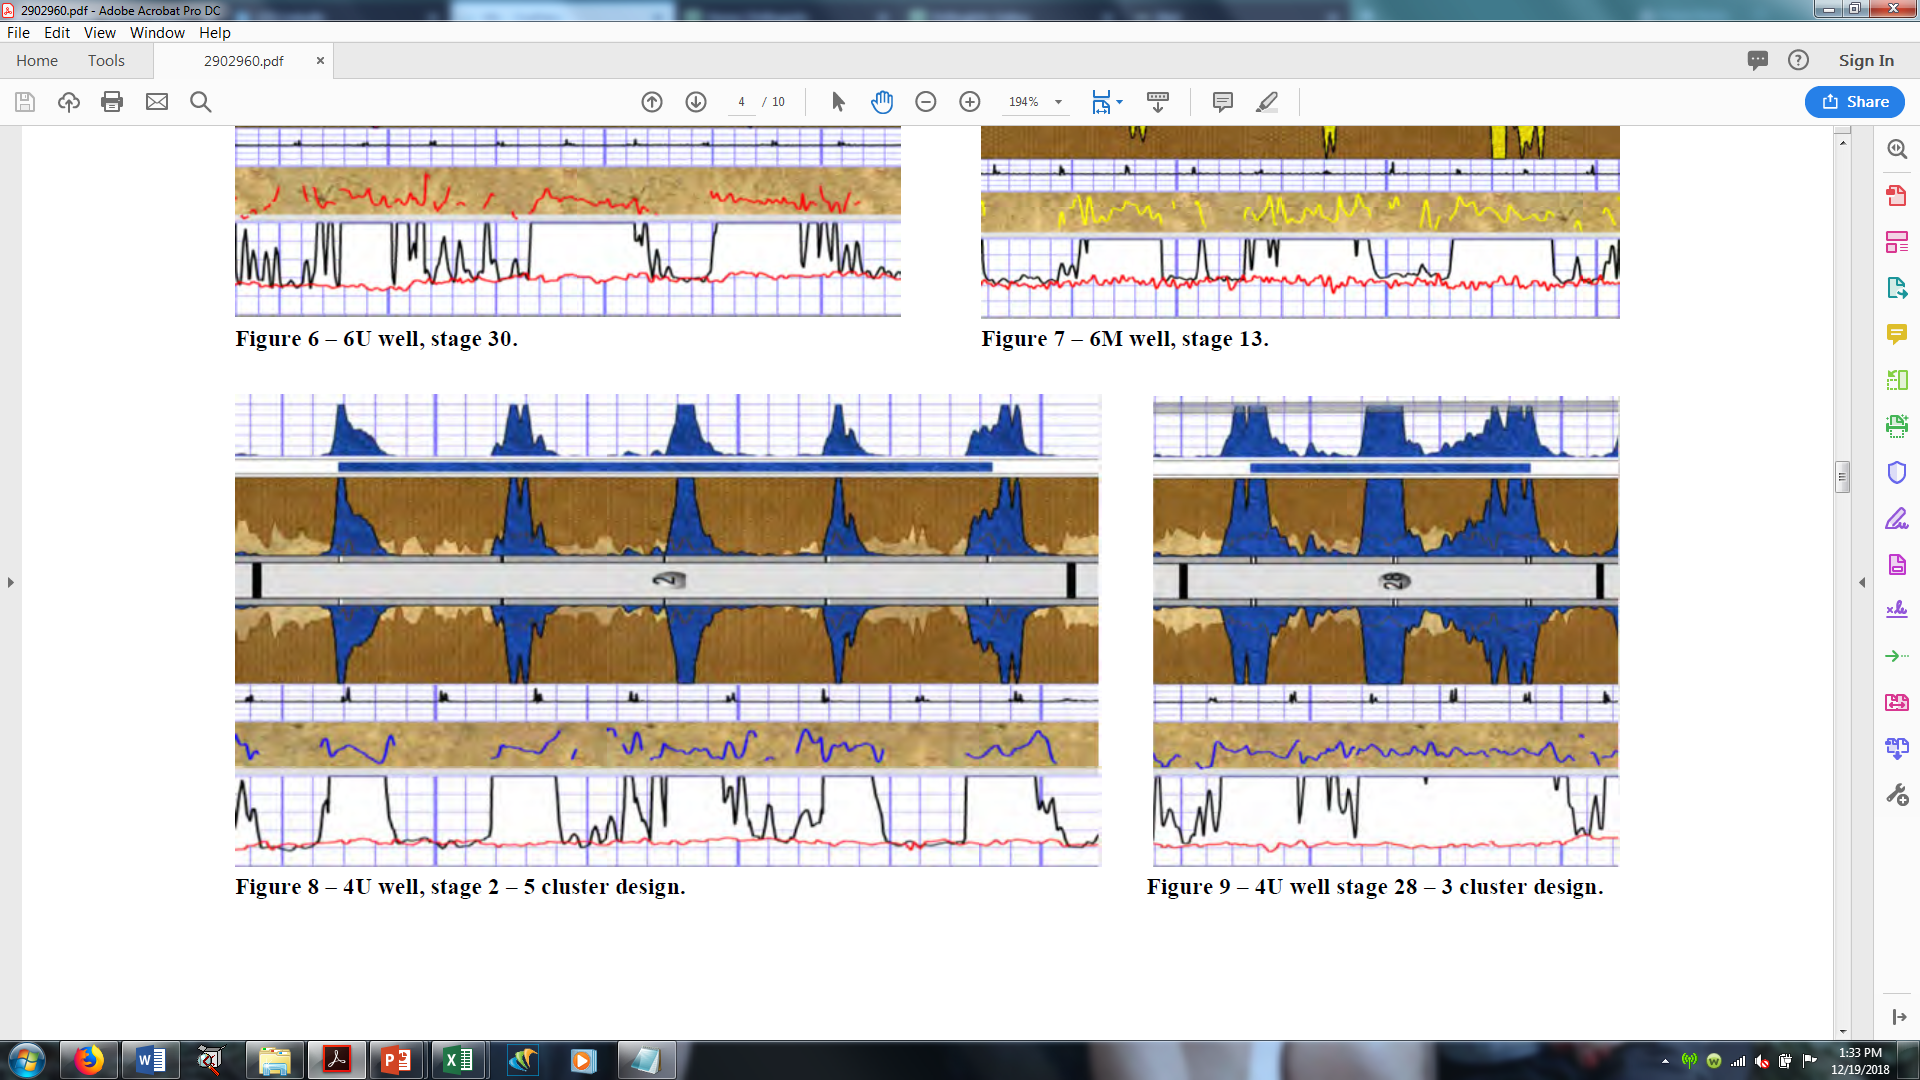 2902960.pdf - Adobe Acrobat Pro DC
File Edit View Window Help
Home Tools 2902960.pdf × Sign In
4 / 10 194% Share
Figure 6 – 6U well, stage 30.
Figure 7 – 6M well, stage 13.
2
28
Figure 8 – 4U well, stage 2 – 5 cluster design.
Figure 9 – 4U well stage 28 – 3 cluster design.
1:33 PM
12/19/2018